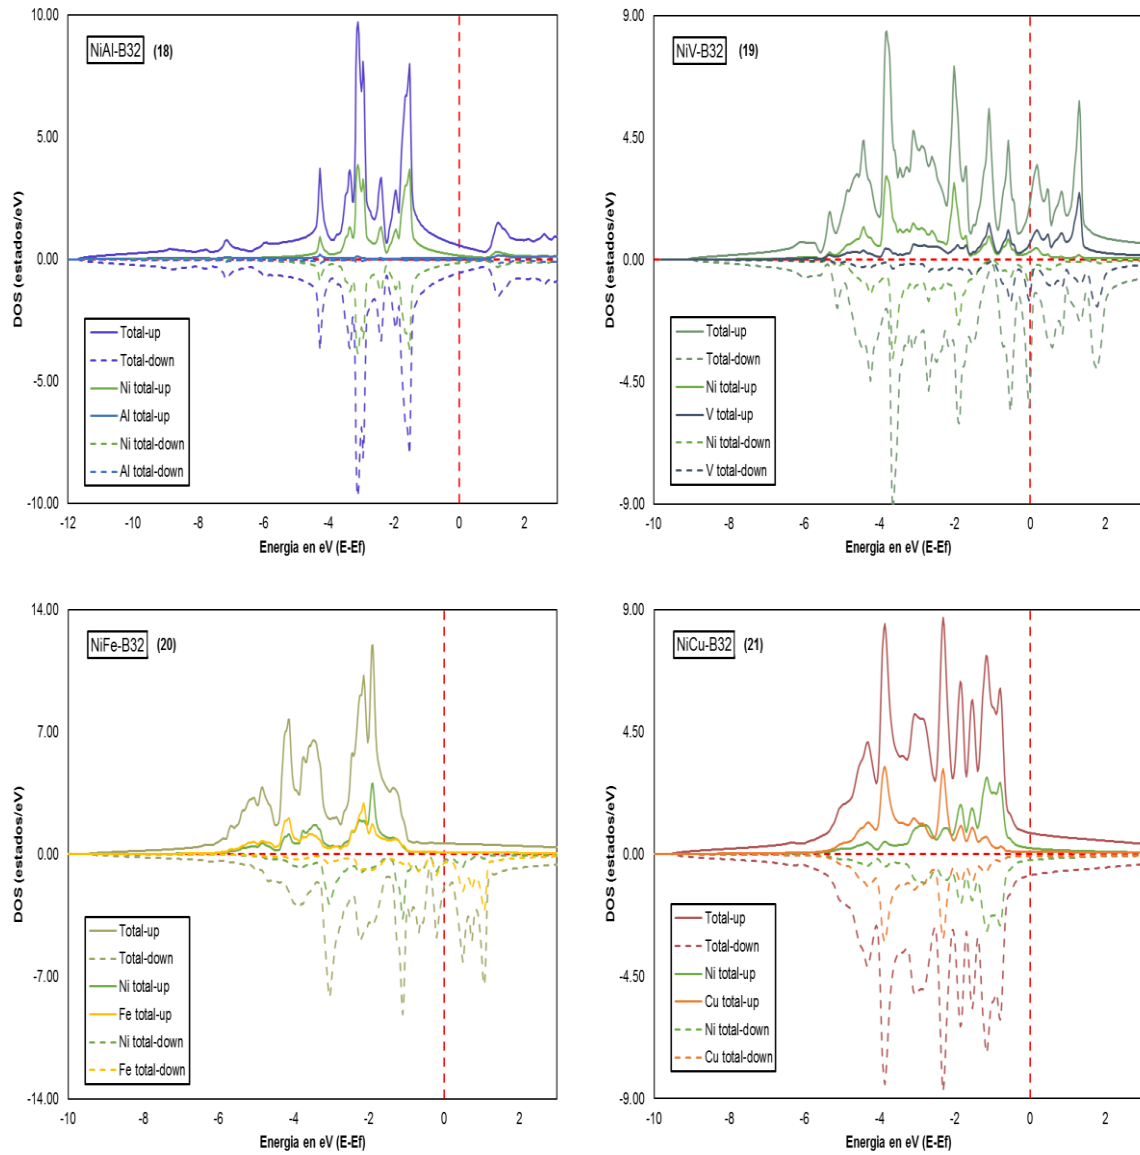 NiAl-B32 (18)
10.00
5.00
0.00
-5.00
-10.00
DOS (estados/eV)
Total-up
Total-down
Ni total-up
Al total-up
Ni total-down
Al total-down
-12 -10 -8 -6 -4 -2 0 2
Energia en eV (E-Ef)
NiV-B32 (19)
9.00
4.50
0.00
-4.50
-9.00
DOS (estados/eV)
Total-up
Total-down
Ni total-up
V total-up
Ni total-down
V total-down
-10 -8 -6 -4 -2 0 2
Energia en eV (E-Ef)
NiFe-B32 (20)
14.00
7.00
0.00
-7.00
-14.00
DOS (estados/eV)
Total-up
Total-down
Ni total-up
Fe total-up
Ni total-down
Fe total-down
-10 -8 -6 -4 -2 0 2
Energia en eV (E-Ef)
NiCu-B32 (21)
9.00
4.50
0.00
-4.50
-9.00
DOS (estados/eV)
Total-up
Total-down
Ni total-up
Cu total-up
Ni total-down
Cu total-down
-10 -8 -6 -4 -2 0 2
Energia en eV (E-Ef)